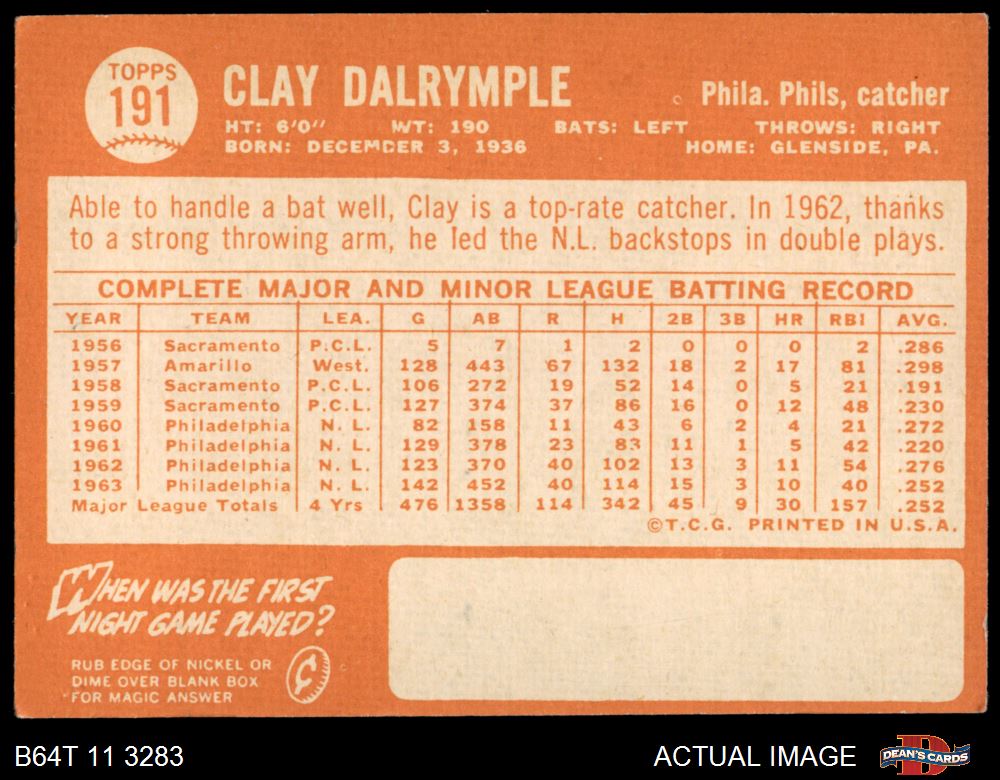 TOPPS
191
CLAY DALRYMPLE
Phila. Phils, catcher
HT: 6'0" WT: 190 BATS: LEFT THROWS: RIGHT
BORN: DECEMBER 3, 1936 HOME: GLENSIDE, PA.
Able to handle a bat well, Clay is a top-rate catcher. In 1962, thanks
to a strong throwing arm, he led the N.L. backstops in double plays.
COMPLETE MAJOR AND MINOR LEAGUE BATTING RECORD
YEAR TEAM LEA. G AB R H 2B 3B HR RBI AVG.
1956 Sacramento P.C.L. 5 7 1 2 0 0 0 2 .286
1957 Amarillo West. 128 443 67 132 18 2 17 81 .298
1958 Sacramento P.C.L. 106 272 19 52 14 0 5 21 .191
1959 Sacramento P.C.L. 127 374 37 86 16 0 12 48 .230
1960 Philadelphia N. L. 82 158 11 43 6 2 4 21 .272
1961 Philadelphia N. L. 129 378 23 83 11 1 5 42 .220
1962 Philadelphia N. L. 123 370 40 102 13 3 11 54 .276
1963 Philadelphia N. L. 142 452 40 114 15 3 10 40 .252
Major League Totals 4 Yrs 476 1358 114 342 45 9 30 157 .252
©T.C.G. PRINTED IN U.S.A.
WHEN WAS THE FIRST
NIGHT GAME PLAYED?
RUB EDGE OF NICKEL OR
DIME OVER BLANK BOX
FOR MAGIC ANSWER
¢
B64T 11 3283
ACTUAL IMAGE
D
DEAN'S CARDS